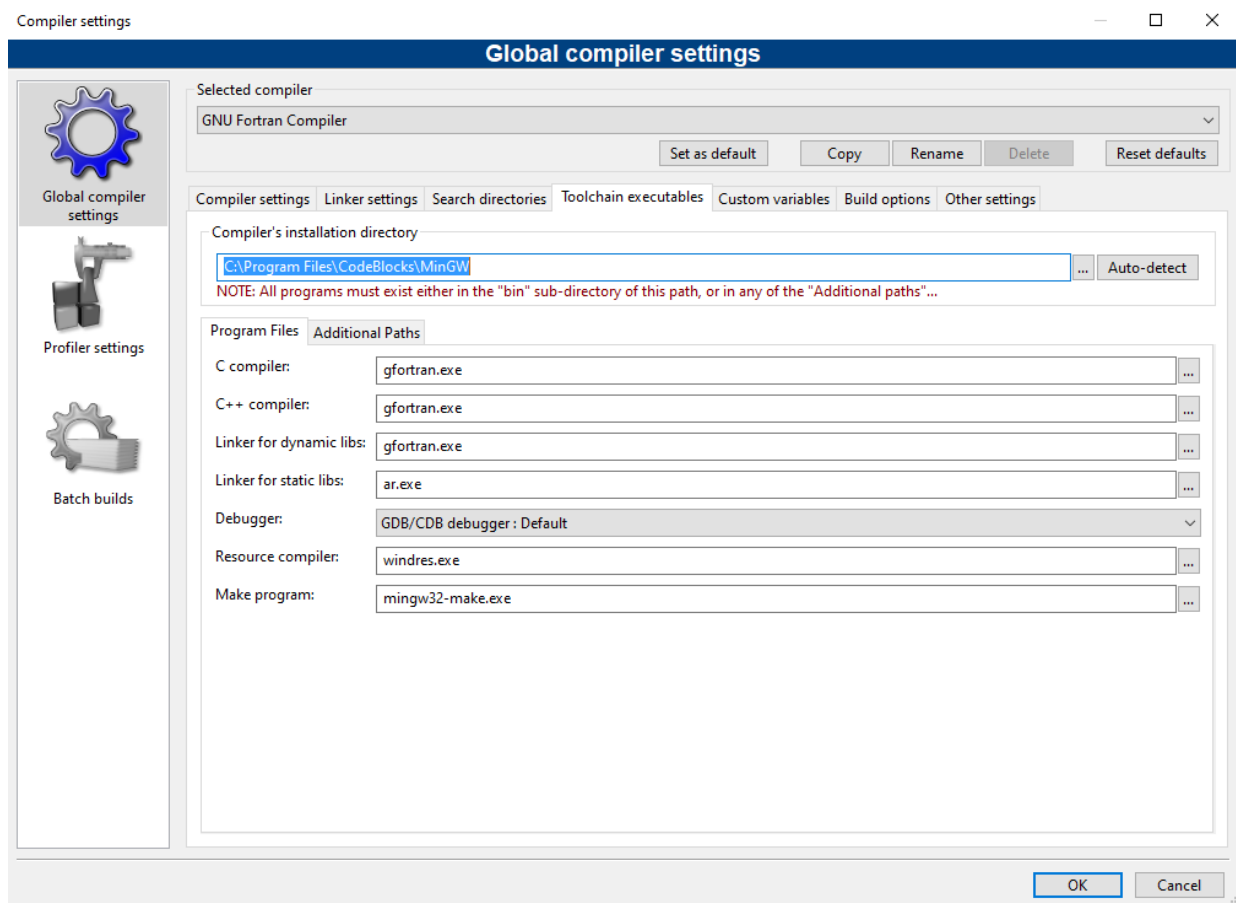 Compiler settings
Global compiler settings
Global compiler
settings
Profiler settings
Batch builds
Selected compiler
GNU Fortran Compiler
Set as default Copy Rename Delete Reset defaults
Compiler settings Linker settings Search directories Toolchain executables Custom variables Build options Other settings
Compiler's installation directory
C:\Program Files\CodeBlocks\MinGW ... Auto-detect
NOTE: All programs must exist either in the "bin" sub-directory of this path, or in any of the "Additional paths"...
Program Files Additional Paths
C compiler: gfortran.exe ...
C++ compiler: gfortran.exe ...
Linker for dynamic libs: gfortran.exe ...
Linker for static libs: ar.exe ...
Debugger: GDB/CDB debugger : Default
Resource compiler: windres.exe ...
Make program: mingw32-make.exe ...
OK Cancel